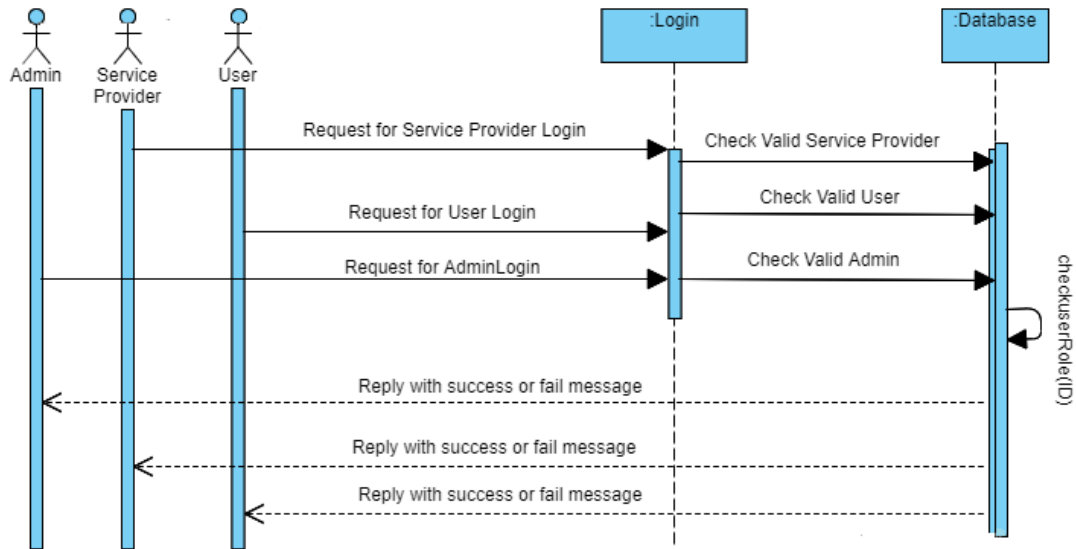 :Login
:Database
Admin
Service
Provider
User
Request for Service Provider Login
Check Valid Service Provider
Check Valid User
Request for User Login
Check Valid Admin
Request for AdminLogin
checkuserRole(ID)
Reply with success or fail message
Reply with success or fail message
Reply with success or fail message